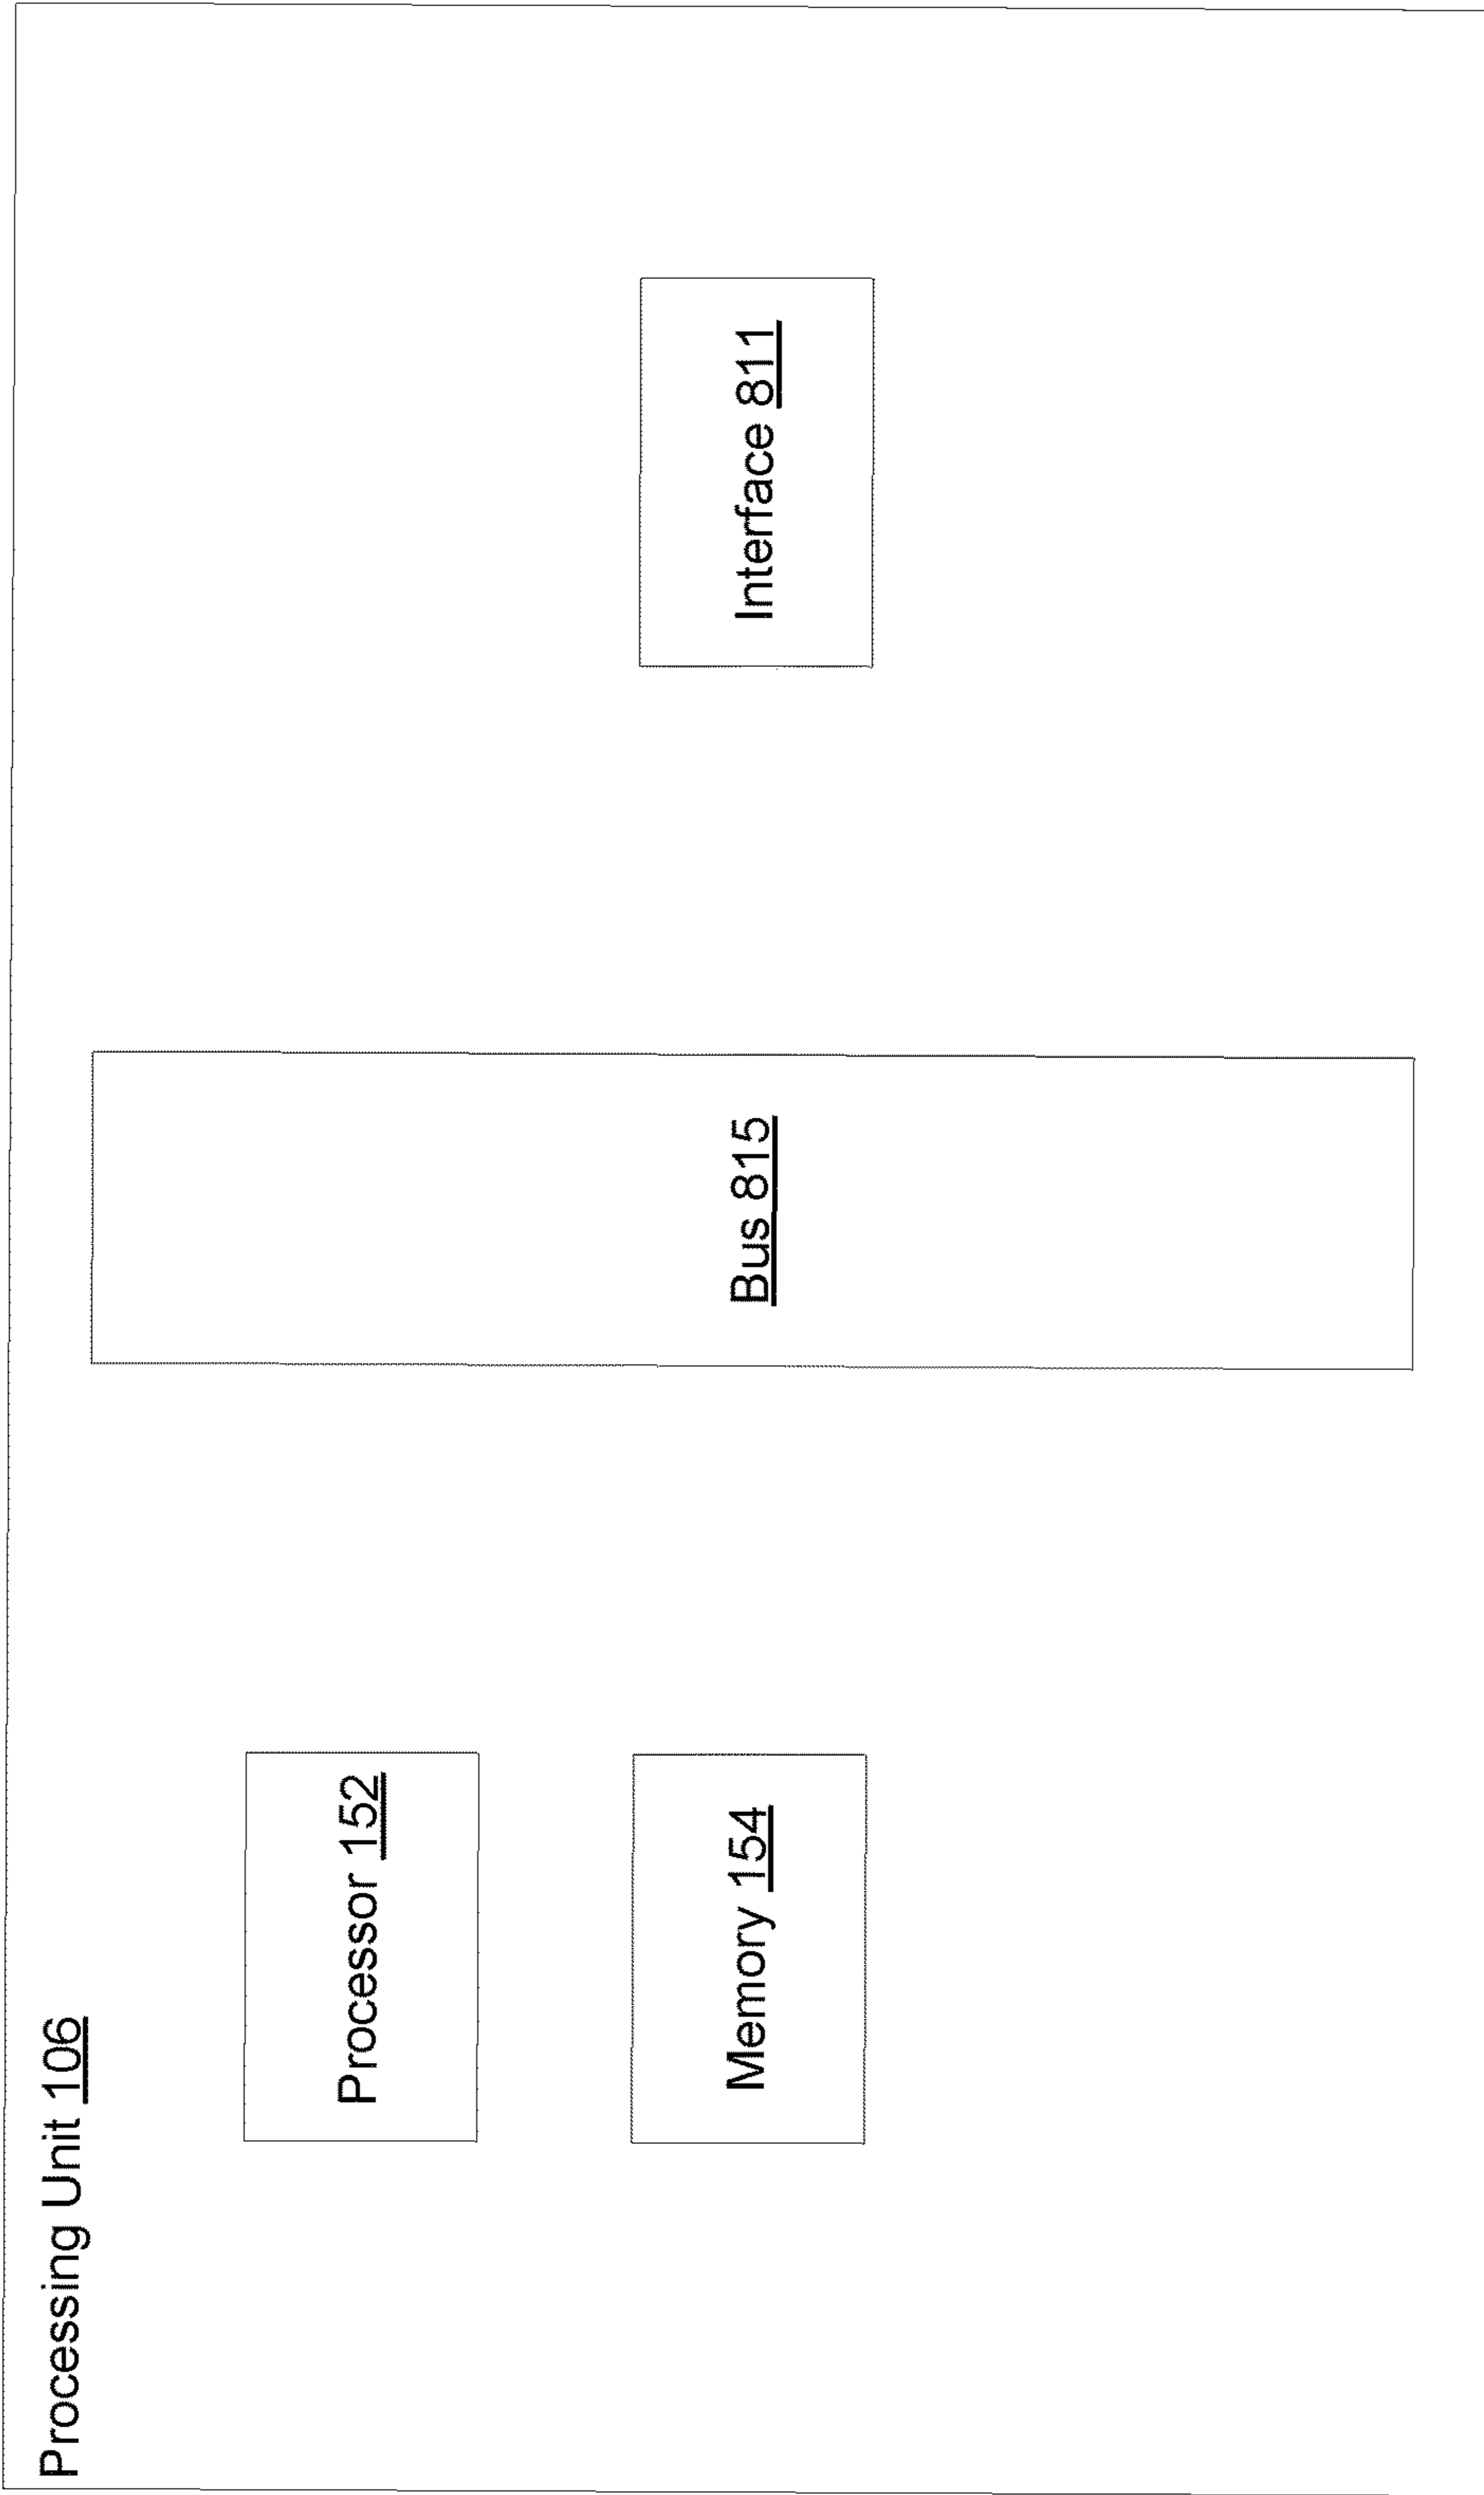 Processing Unit 106
Processor 152
Memory 154
Bus 815
Interface 811